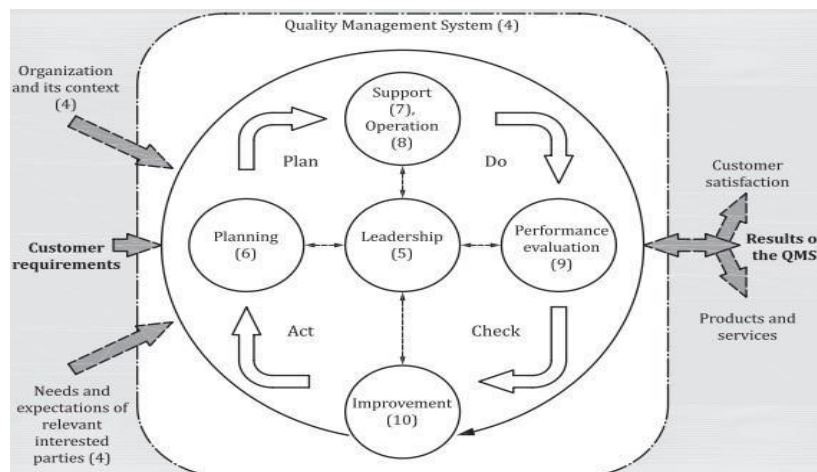 Quality Management System (4)
Organization
and its context
(4)
Support
(7),
Operation
(8)
Plan
Do
Customer
satisfaction
Customer
requirements
Planning
(6)
Leadership
(5)
Performance
evaluation
(9)
Results o
the QMS
Act
Check
Products and
services
Needs and
expectations of
relevant
interested
parties (4)
Improvement
(10)